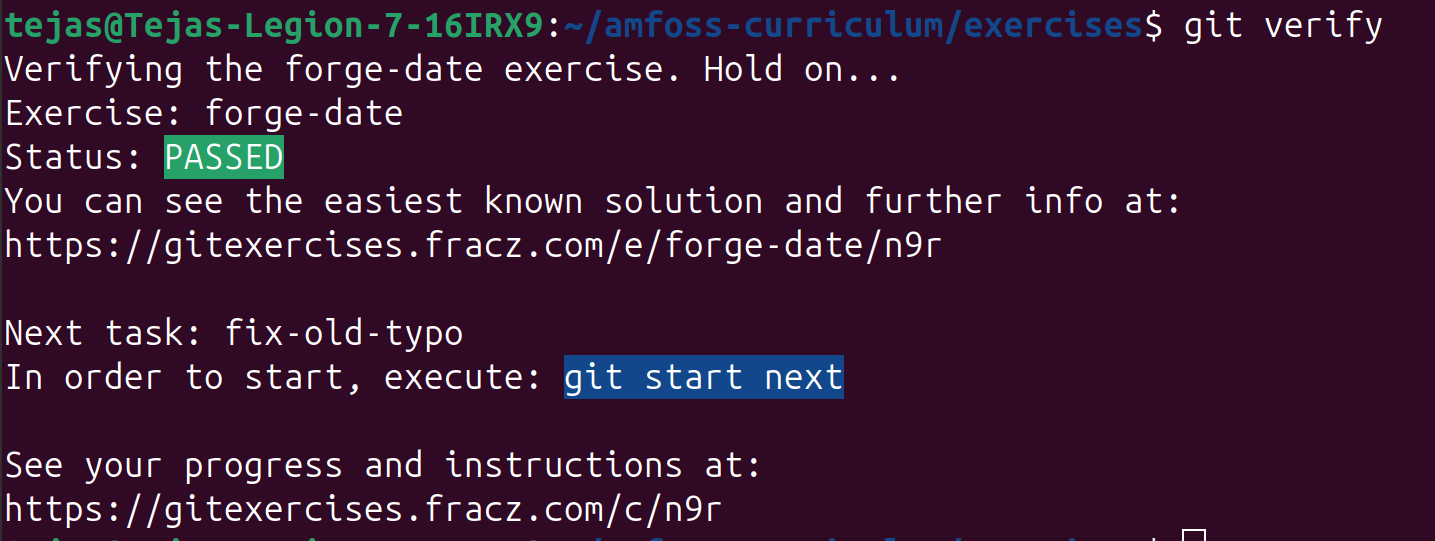 tejas@Tejas-Legion-7-16IRX9:~/amfoss-curriculum/exercises$ git verify
Verifying the forge-date exercise. Hold on...
Exercise: forge-date
Status: PASSED
You can see the easiest known solution and further info at:
https://gitexercises.fracz.com/e/forge-date/n9r
Next task: fix-old-typo
In order to start, execute: git start next
See your progress and instructions at:
https://gitexercises.fracz.com/c/n9r